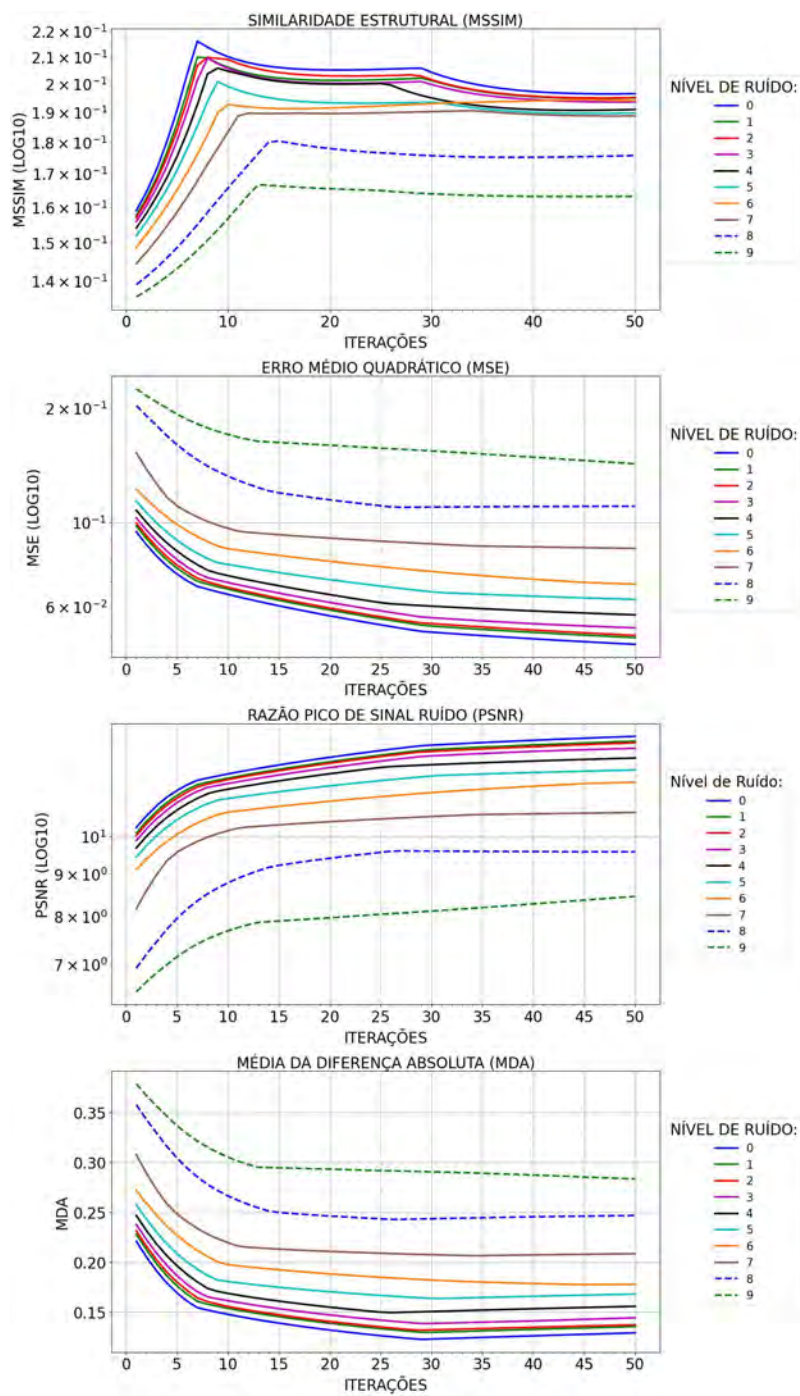 SIMILARIDADE ESTRUTURAL (MSSIM)
MSSIM (LOG10)
2.2 × 10⁻¹
2.1 × 10⁻¹
2 × 10⁻¹
1.9 × 10⁻¹
1.8 × 10⁻¹
1.7 × 10⁻¹
1.6 × 10⁻¹
1.5 × 10⁻¹
1.4 × 10⁻¹
0 10 20 30 40 50
ITERAÇÕES
NÍVEL DE RUÍDO:
0
1
2
3
4
5
6
7
8
9
ERRO MÉDIO QUADRÁTICO (MSE)
MSE (LOG10)
2 × 10⁻¹
10⁻¹
6 × 10⁻²
0 5 10 15 20 25 30 35 40 45 50
ITERAÇÕES
NÍVEL DE RUÍDO:
0
1
2
3
4
5
6
7
8
9
RAZÃO PICO DE SINAL RUÍDO (PSNR)
PSNR (LOG10)
10¹
9 × 10⁰
8 × 10⁰
7 × 10⁰
0 5 10 15 20 25 30 35 40 45 50
ITERAÇÕES
Nível de Ruído:
0
1
2
3
4
5
6
7
8
9
MÉDIA DA DIFERENÇA ABSOLUTA (MDA)
MDA
0.35
0.30
0.25
0.20
0.15
0 5 10 15 20 25 30 35 40 45 50
ITERAÇÕES
NÍVEL DE RUÍDO:
0
1
2
3
4
5
6
7
8
9